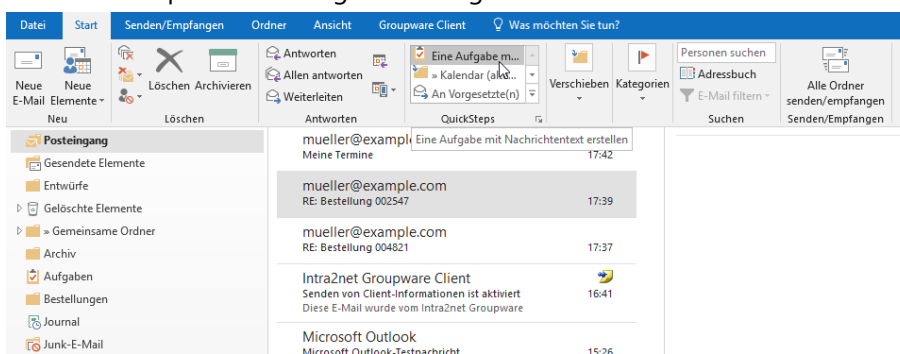 Datei Start Senden/Empfangen Ordner Ansicht Groupware Client Was möchten Sie tun?
Neue E-Mail
Neue Elemente
Löschen Archivieren
Antworten
Allen antworten
Weiterleiten
Eine Aufgabe m...
» Kalendar
An Vorgesetzte(n)
Verschieben Kategorien
Personen suchen
Adressbuch
E-Mail filtern
Alle Ordner
senden/empfangen
Neu Löschen Antworten QuickSteps Suchen Senden/Empfangen
Eine Aufgabe mit Nachrichtentext erstellen
Posteingang
Gesendete Elemente
Entwürfe
Gelöschte Elemente
» Gemeinsame Ordner
Archiv
Aufgaben
Bestellungen
Journal
Junk-E-Mail
Meine Termine 17:42
mueller@example.com
RE: Bestellung 002547 17:39
mueller@example.com
RE: Bestellung 004821 17:37
Intra2net Groupware Client
Senden von Client-Informationen ist aktiviert 16:41
Diese E-Mail wurde vom Intra2net Groupware
Microsoft Outlook
Microsoft Outlook-Testnachricht 15:26